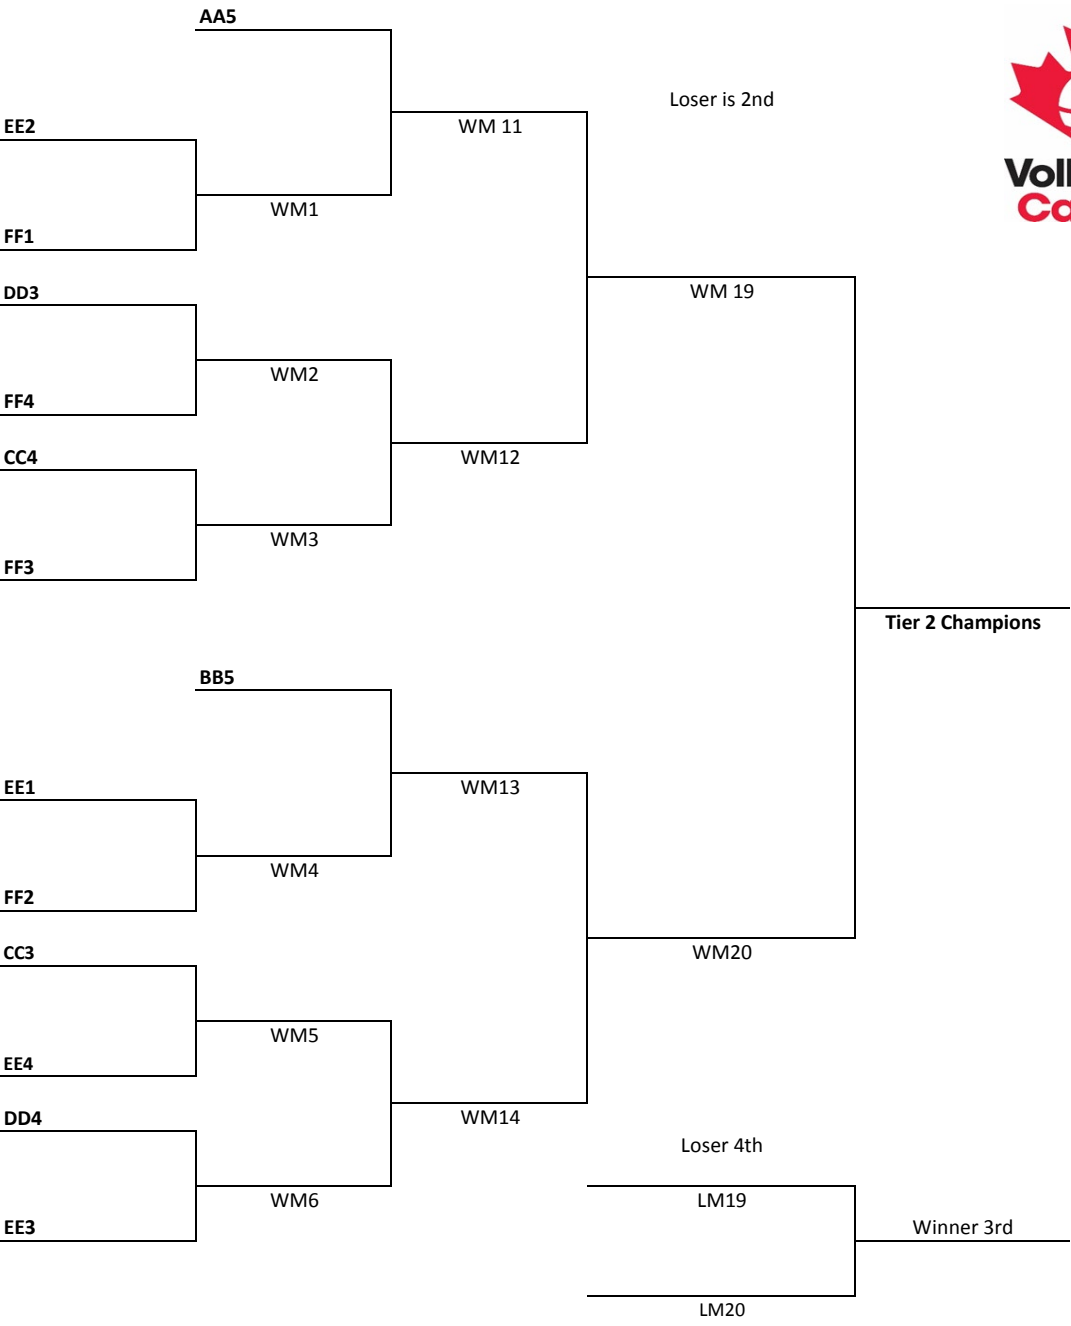 AA5
Loser is 2nd
EE2
WM 11
Voll
WM1
Ca
FF1
DD3
WM 19
WM2
FF4
CC4
WM12
WM3
FF3
Tier 2 Champions
BB5
EE1
WM13
WM4
FF2
CC3
WM20
WM5
EE4
DD4
WM14
Loser 4th
WM6
LM19
EE3
Winner 3rd
LM20